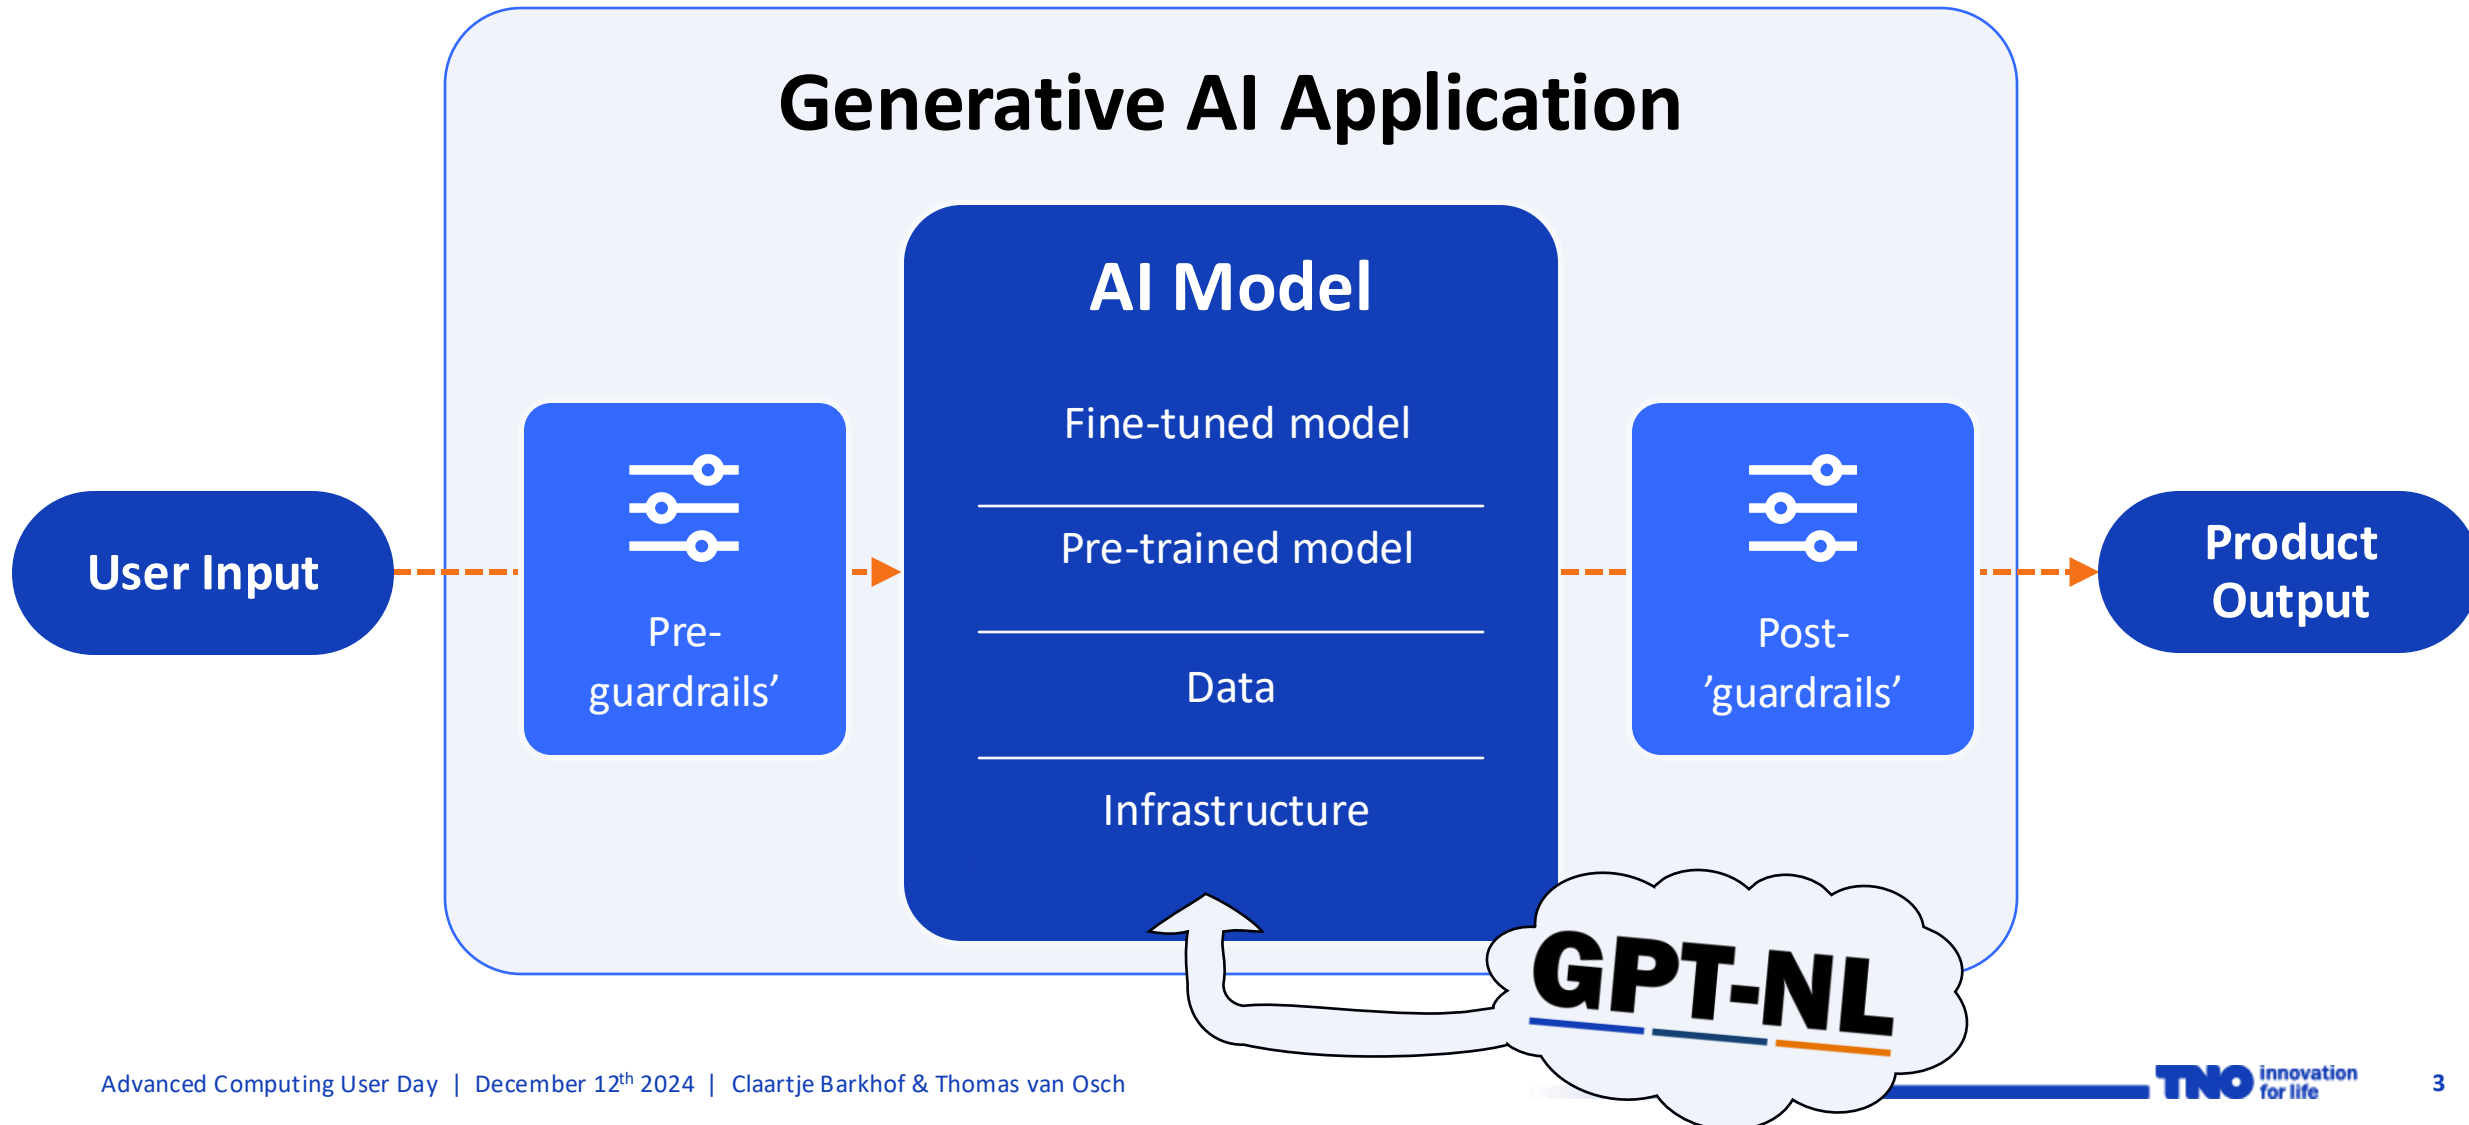 Generative AI Application
AI Model
Fine-tuned model
Pre-trained model
Data
Infrastructure
User Input
Pre-
guardrails’
Post-
’guardrails’
Product
Output
GPT-NL
Advanced Computing User Day | December 12th 2024 | Claartje Barkhof & Thomas van Osch
TNO innovation
for life
3